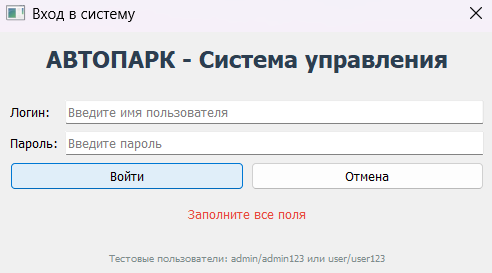 Вход в систему
АВТОПАРК - Система управления
Логин: Введите имя пользователя
Пароль: Введите пароль
Войти Отмена
Заполните все поля
Тестовые пользователи: admin/admin123 или user/user123